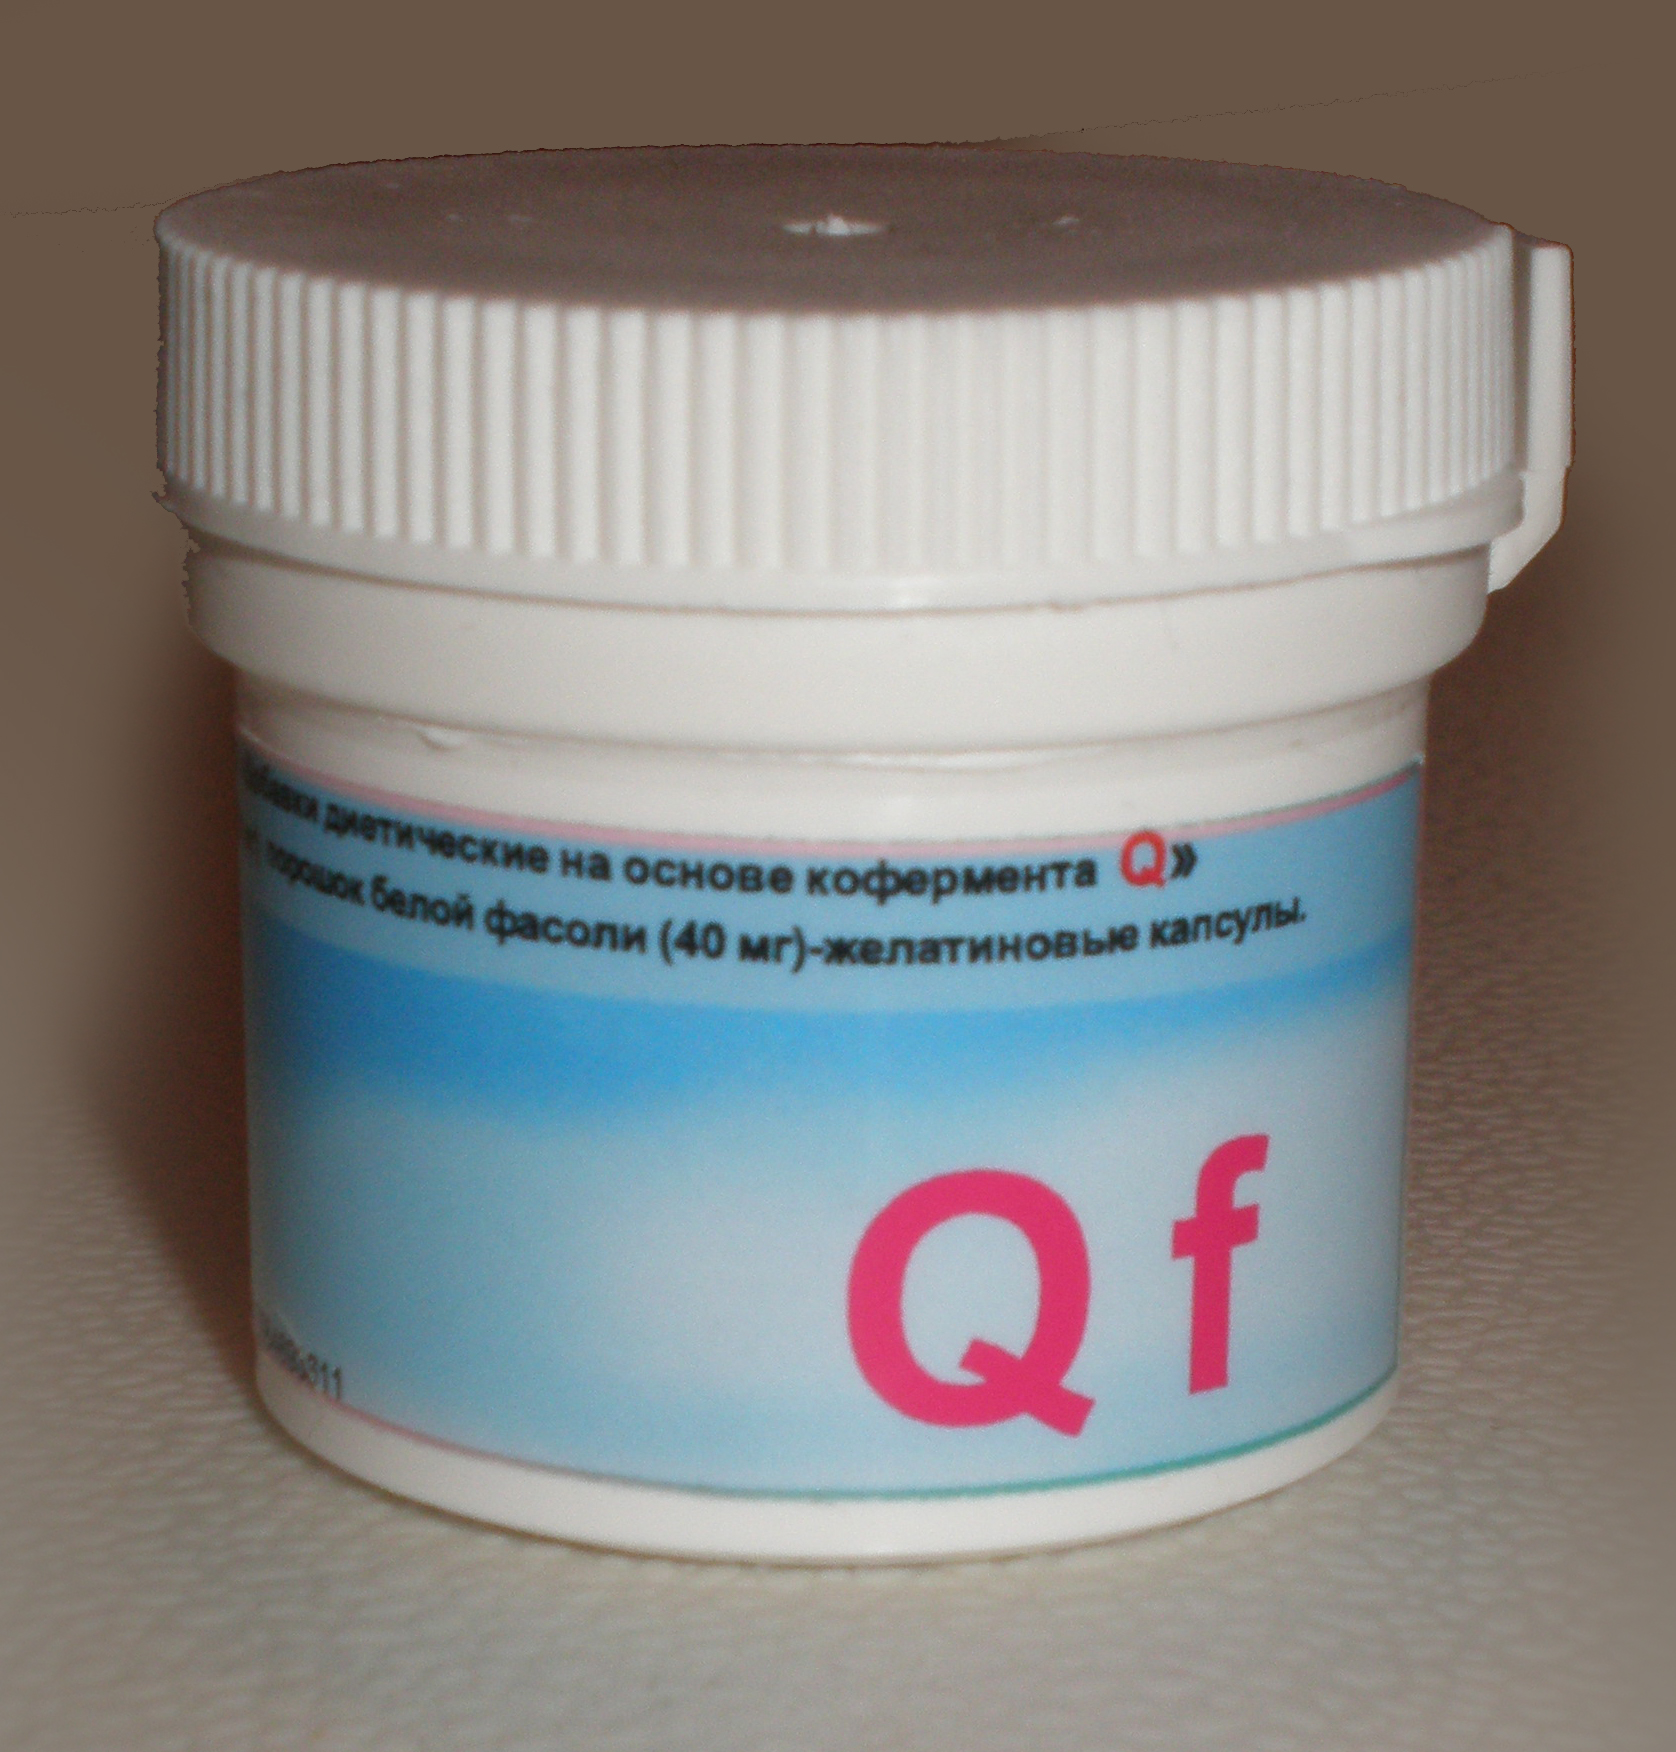 диетические на основе кофермента Q»
порошок белой фасоли (40 мг)-желатиновые капсулы.
Q f